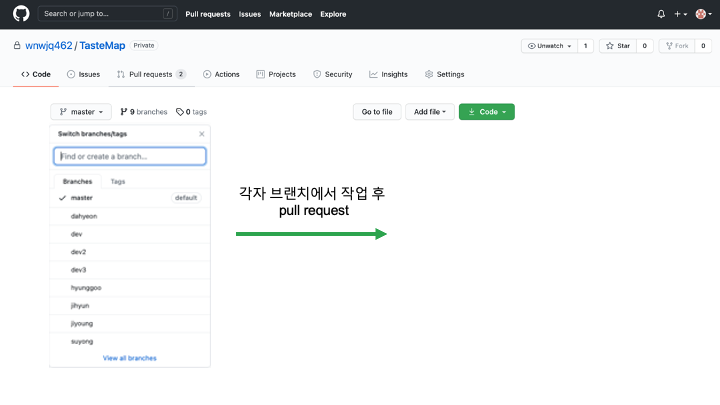 Search or jump to... /
Pull requests Issues Marketplace Explore
wnwjq462 / TasteMap Private
Unwatch 1 Star 0 Fork 0
Code Issues Pull requests 2 Actions Projects Security Insights Settings
master 9 branches 0 tags Go to file Add file Code
Switch branches/tags
Find or create a branch...
Branches Tags
master default
dahyeon
dev
dev2
dev3
hyunggoo
jihyun
jiyoung
suyong
View all branches
각자 브랜치에서 작업 후
pull request